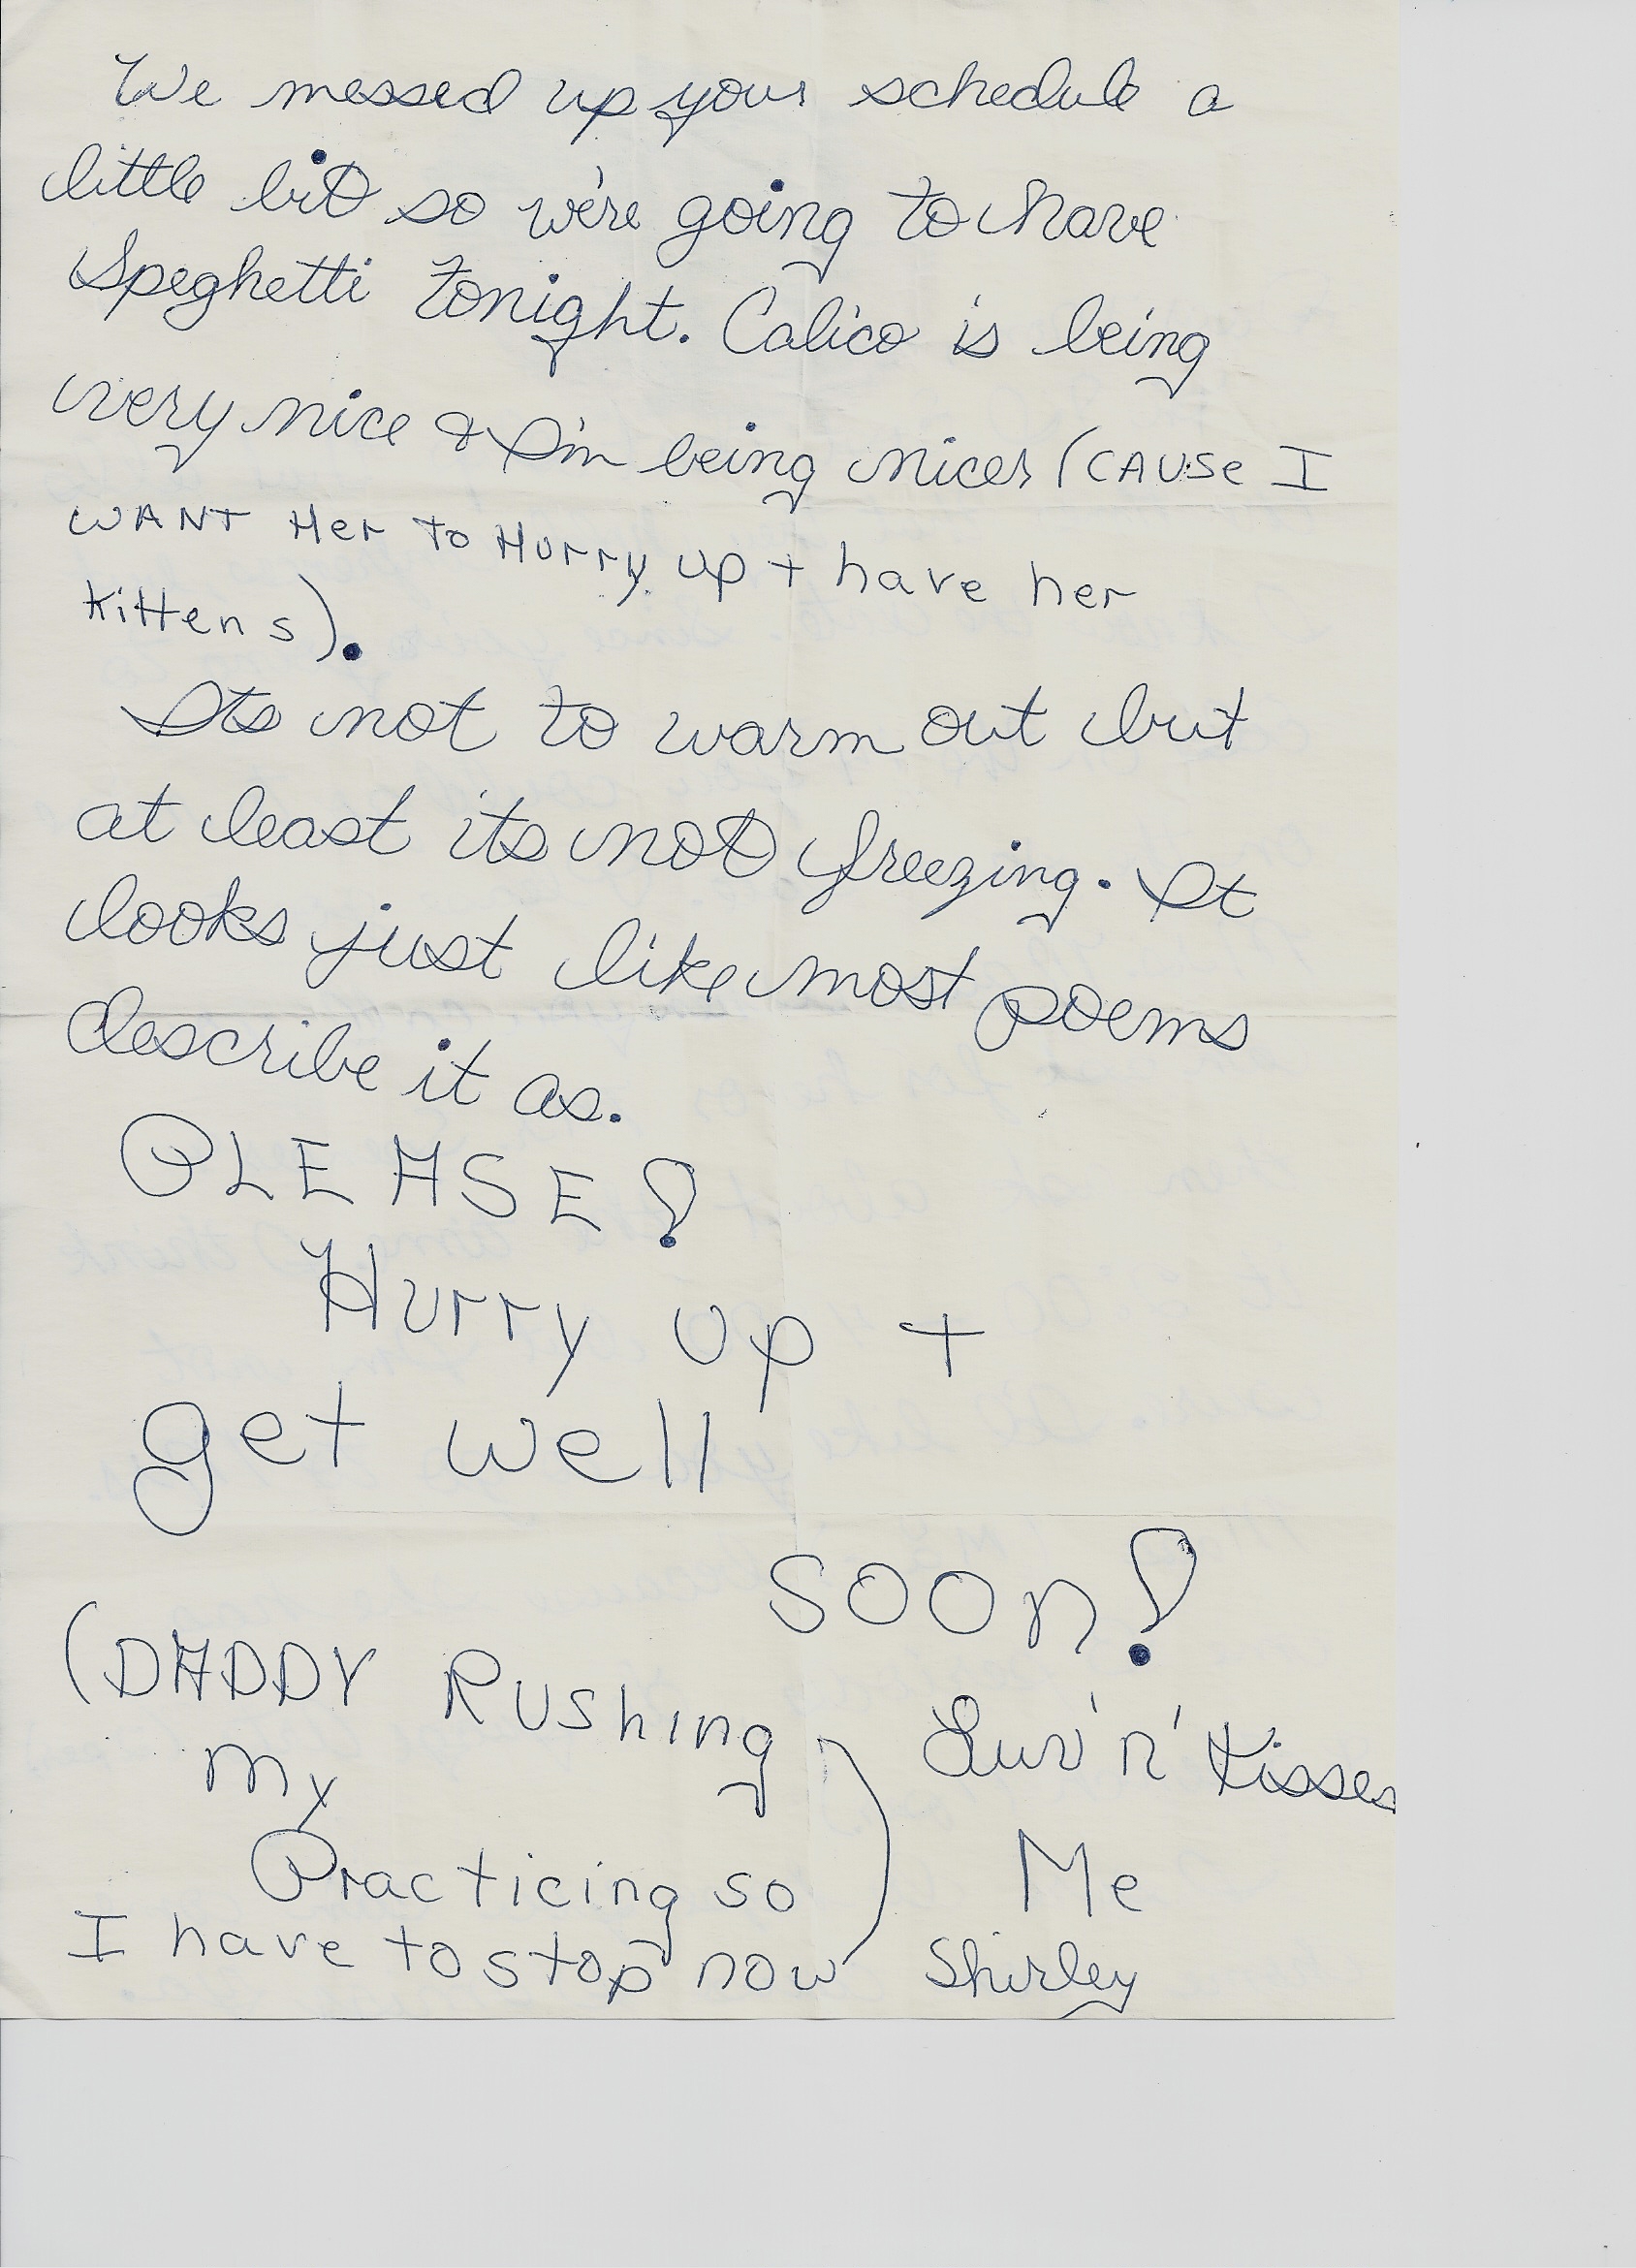 We messed up your schedule a
little bit so we're going to have
Speghetti tonight. Calico is being
very nice & I'm being nicer (CAUSe I
WANT Her to Hurry up + have her
kittens).
Its not to warm out but
at least its not freezing. It
looks just like most poems
describe it as.
PLEASE!
Hurry up +
get well
soon!
(DADDY Rushing
my
Practicing so
I have to stop now)
Luv 'n' Kisses
Me
Shirley